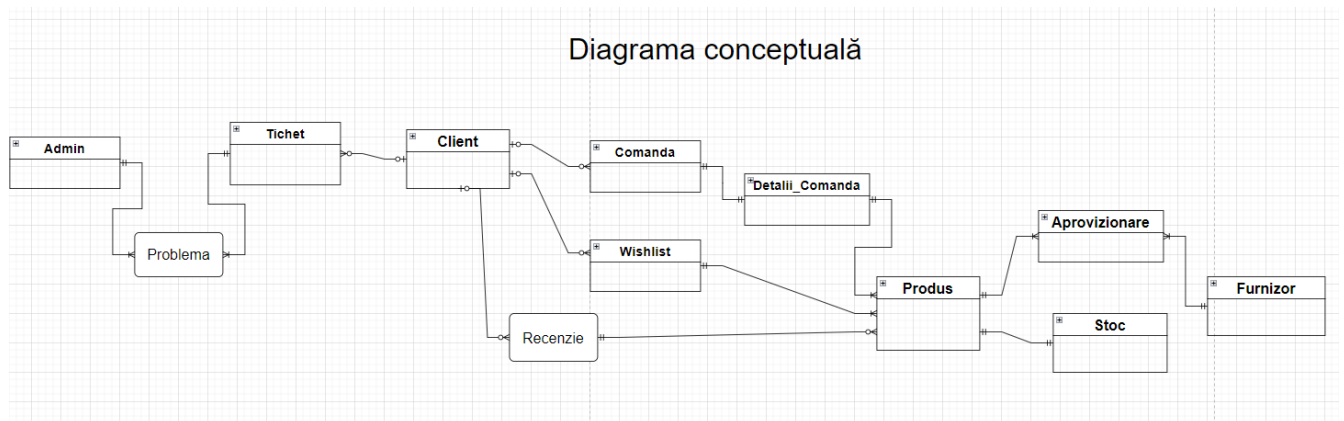 Diagrama conceptuală
Admin
Tichet
Client
Comanda
Detalii_Comanda
Problema
Wishlist
Aprovizionare
Produs
Furnizor
Recenzie
Stoc